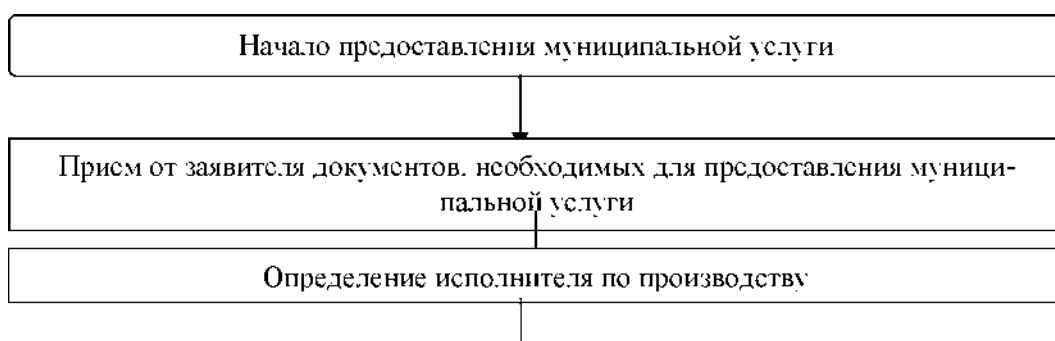 Начало предоставления муниципальной услуги
Прием от заявителя документов, необходимых для предоставления муници-
пальной услуги
Определение исполнителя по производству